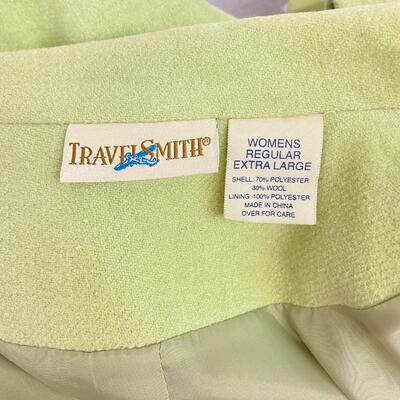 TRAVELSMITH®
WOMENS
REGULAR
EXTRA LARGE
SHELL: 70% POLYESTER
30% WOOL
LINING: 100% POLYESTER
MADE IN CHINA
OVER FOR CARE